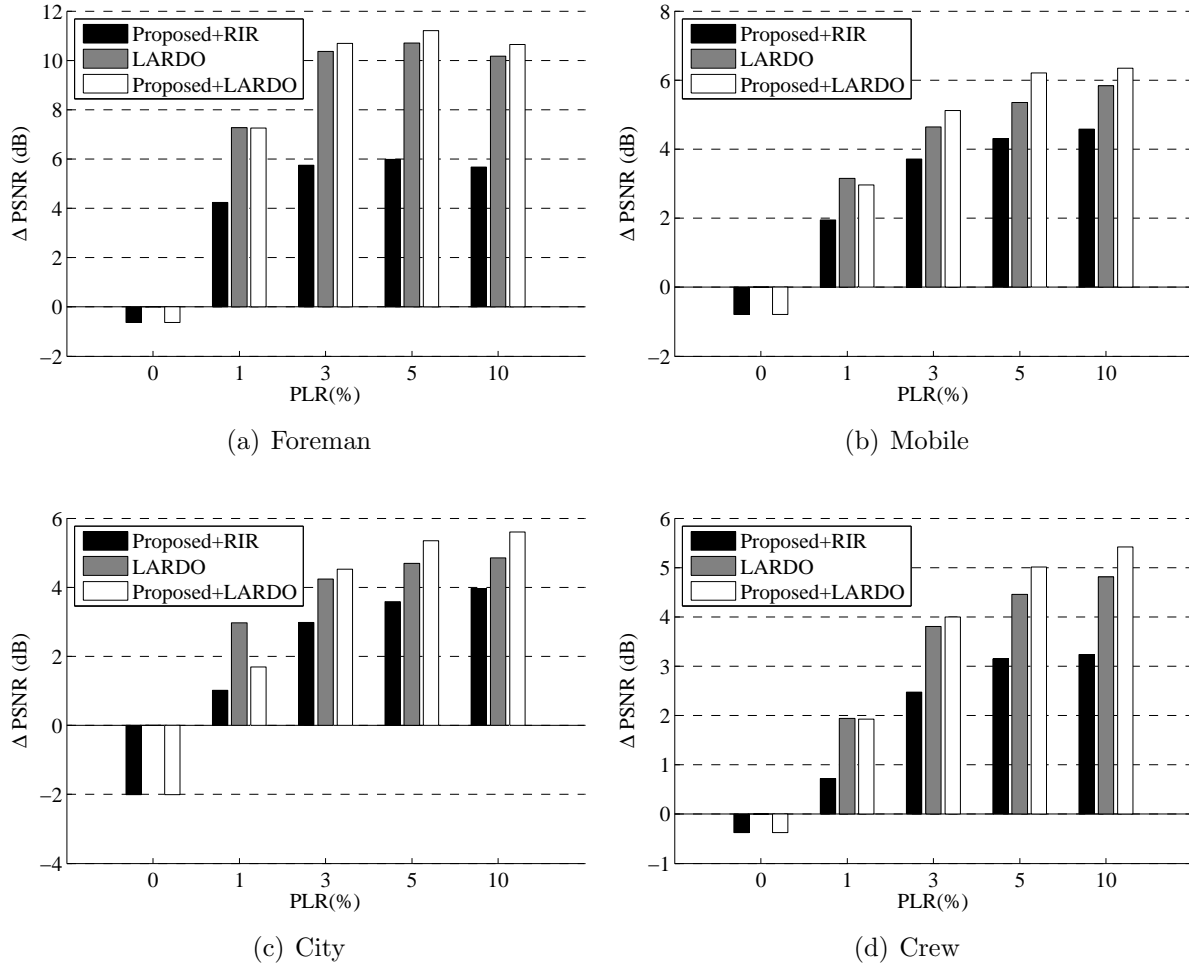 12
10
8
6
4
2
0
−2
Δ PSNR (dB)
Proposed+RIR
LARDO
Proposed+LARDO
0 1 3 5 10
PLR(%)
(a) Foreman
8
6
4
2
0
−2
Δ PSNR (dB)
Proposed+RIR
LARDO
Proposed+LARDO
0 1 3 5 10
PLR(%)
(b) Mobile
6
4
2
0
−2
−4
Δ PSNR (dB)
Proposed+RIR
LARDO
Proposed+LARDO
0 1 3 5 10
PLR(%)
(c) City
6
5
4
3
2
1
0
−1
Δ PSNR (dB)
Proposed+RIR
LARDO
Proposed+LARDO
0 1 3 5 10
PLR(%)
(d) Crew